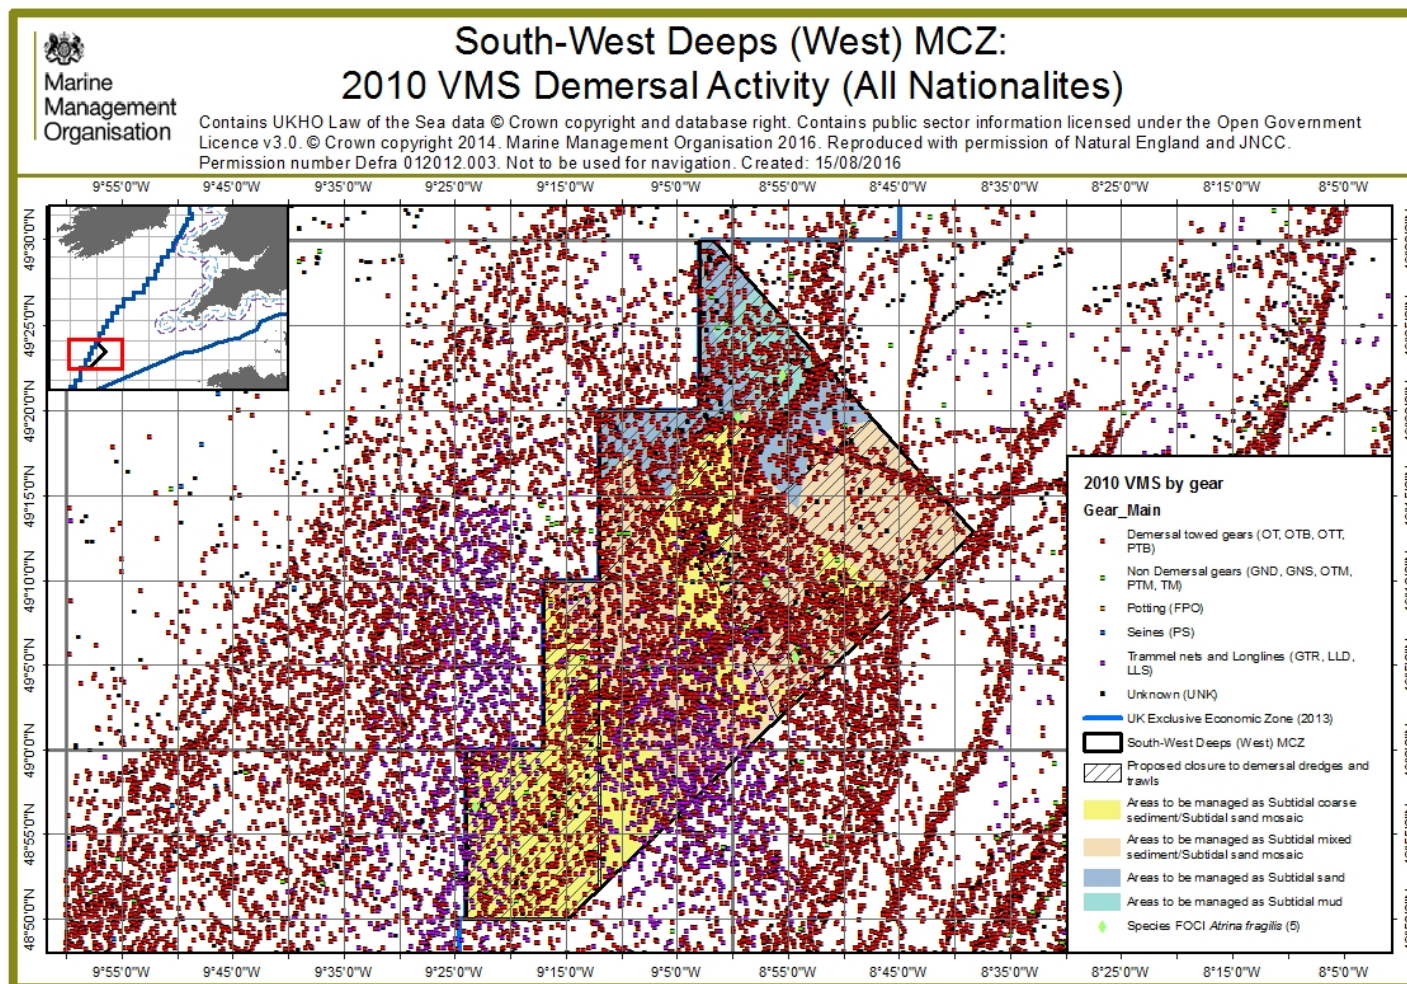 Marine
Management
Organisation
South-West Deeps (West) MCZ:
2010 VMS Demersal Activity (All Nationalites)
Contains UKHO Law of the Sea data © Crown copyright and database right. Contains public sector information licensed under the Open Government
Licence v3.0. © Crown copyright 2014. Marine Management Organisation 2016. Reproduced with permission of Natural England and JNCC.
Permission number Defra 012012.003. Not to be used for navigation. Created: 15/08/2016
9°55'0"W 9°45'0"W 9°35'0"W 9°25'0"W 9°15'0"W 9°5'0"W 8°55'0"W 8°45'0"W 8°35'0"W 8°25'0"W 8°15'0"W 8°5'0"W
49°30'0"N
49°25'0"N
49°20'0"N
49°15'0"N
49°10'0"N
49°5'0"N
49°0'0"N
48°55'0"N
48°50'0"N
2010 VMS by gear
Gear_Main
Demersal towed gears (OT, OTB, OTT,
PTB)
Non Demersal gears (GND, GNS, OTM,
PTM, TM)
Potting (FPO)
Seines (PS)
Trammel nets and Longlines (GTR, LLD,
LLS)
Unknown (UNK)
UK Exclusive Economic Zone (2013)
South-West Deeps (West) MCZ
Proposed closure to demersal dredges and
trawls
Areas to be managed as Subtidal coarse
sediment/Subtidal sand mosaic
Areas to be managed as Subtidal mixed
sediment/Subtidal sand mosaic
Areas to be managed as Subtidal sand
Areas to be managed as Subtidal mud
Species FOCI Atrina fragilis (5)
9°55'0"W 9°45'0"W 9°35'0"W 9°25'0"W 9°15'0"W 9°5'0"W 8°55'0"W 8°45'0"W 8°35'0"W 8°25'0"W 8°15'0"W 8°5'0"W